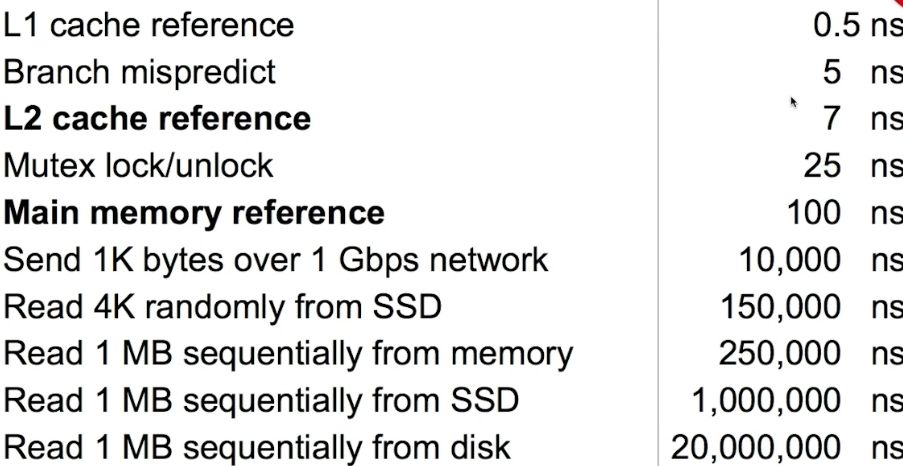 L1 cache reference 0.5 ns
Branch mispredict 5 ns
L2 cache reference 7 ns
Mutex lock/unlock 25 ns
Main memory reference 100 ns
Send 1K bytes over 1 Gbps network 10,000 ns
Read 4K randomly from SSD 150,000 ns
Read 1 MB sequentially from memory 250,000 ns
Read 1 MB sequentially from SSD 1,000,000 ns
Read 1 MB sequentially from disk 20,000,000 ns